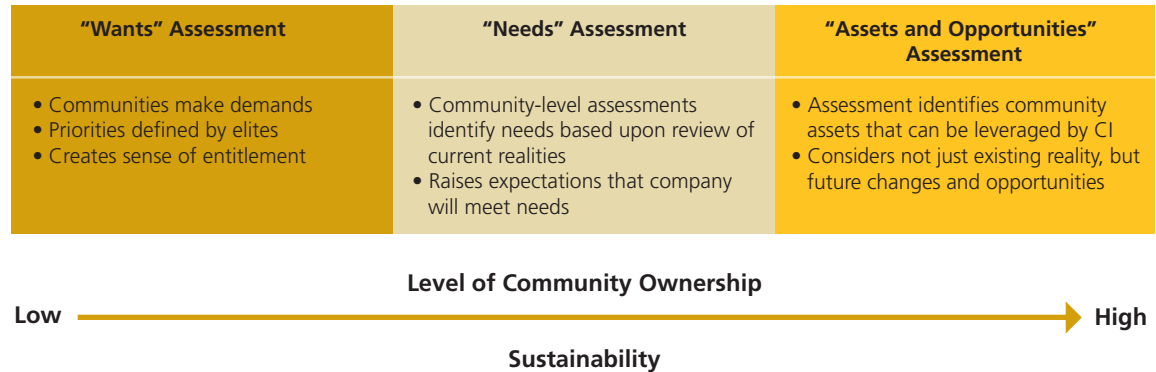 “Wants” Assessment
• Communities make demands
• Priorities defined by elites
• Creates sense of entitlement
“Needs” Assessment
• Community-level assessments
identify needs based upon review of
current realities
• Raises expectations that company
will meet needs
“Assets and Opportunities”
Assessment
• Assessment identifies community
assets that can be leveraged by CI
• Considers not just existing reality, but
future changes and opportunities
Level of Community Ownership
Low
High
Sustainability